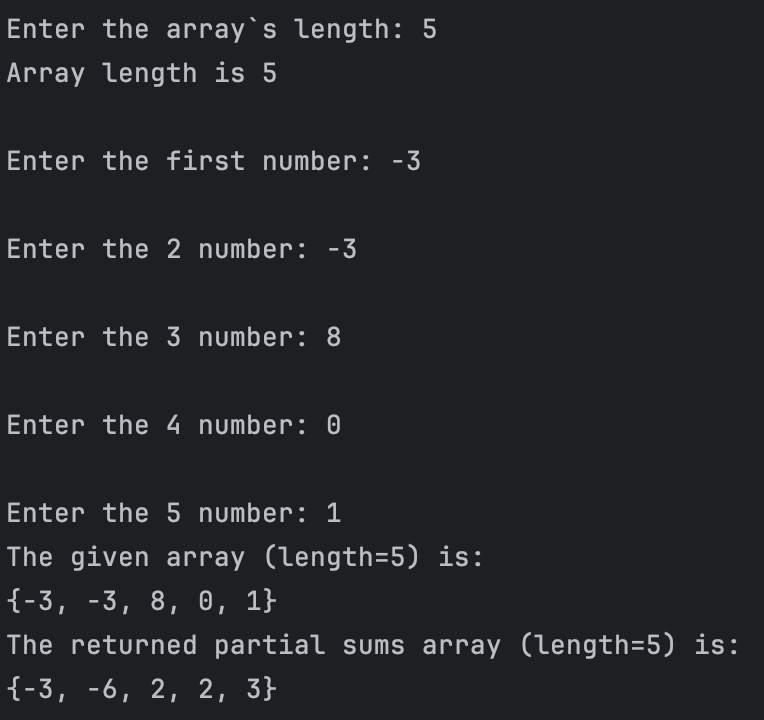 Enter the array`s length: 5
Array length is 5
Enter the first number: -3
Enter the 2 number: -3
Enter the 3 number: 8
Enter the 4 number: 0
Enter the 5 number: 1
The given array (length=5) is:
{-3, -3, 8, 0, 1}
The returned partial sums array (length=5) is:
{-3, -6, 2, 2, 3}